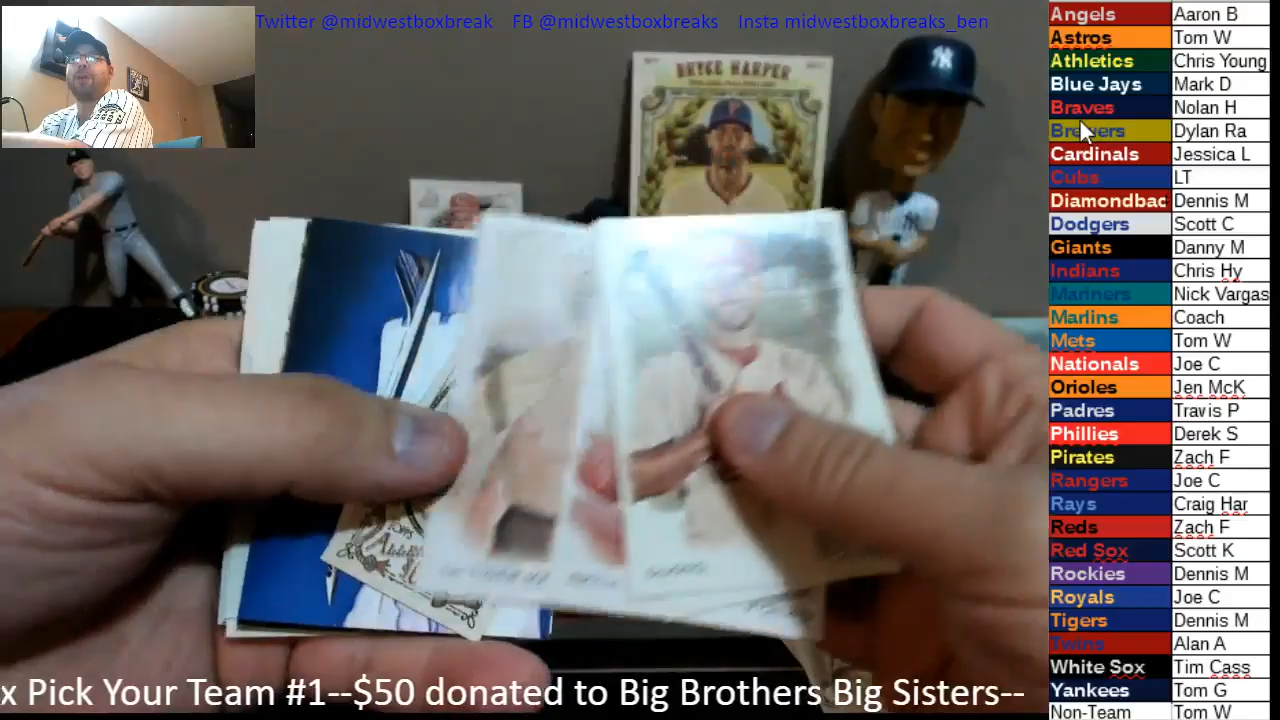 Twitter @midwestboxbreak FB @midwestboxbreaks Insta midwestboxbreaks_ben
BRYCE HARPER
Angels Aaron B
Astros Tom W
Athletics Chris Young
Blue Jays Mark D
Braves Nolan H
Brewers Dylan Ra
Cardinals Jessica L
Cubs LT
Diamondbac Dennis M
Dodgers Scott C
Giants Danny M
Indians Chris Hy
Mariners Nick Vargas
Marlins Coach
Mets Tom W
Nationals Joe C
Orioles Jen McK
Padres Travis P
Phillies Derek S
Pirates Zach F
Rangers Joe C
Rays Craig Har
Reds Zach F
Red Sox Scott K
Rockies Dennis M
Royals Joe C
Tigers Dennis M
Twins Alan A
White Sox Tim Cass
Yankees Tom G
Non-Team Tom W
x Pick Your Team #1--$50 donated to Big Brothers Big Sisters--